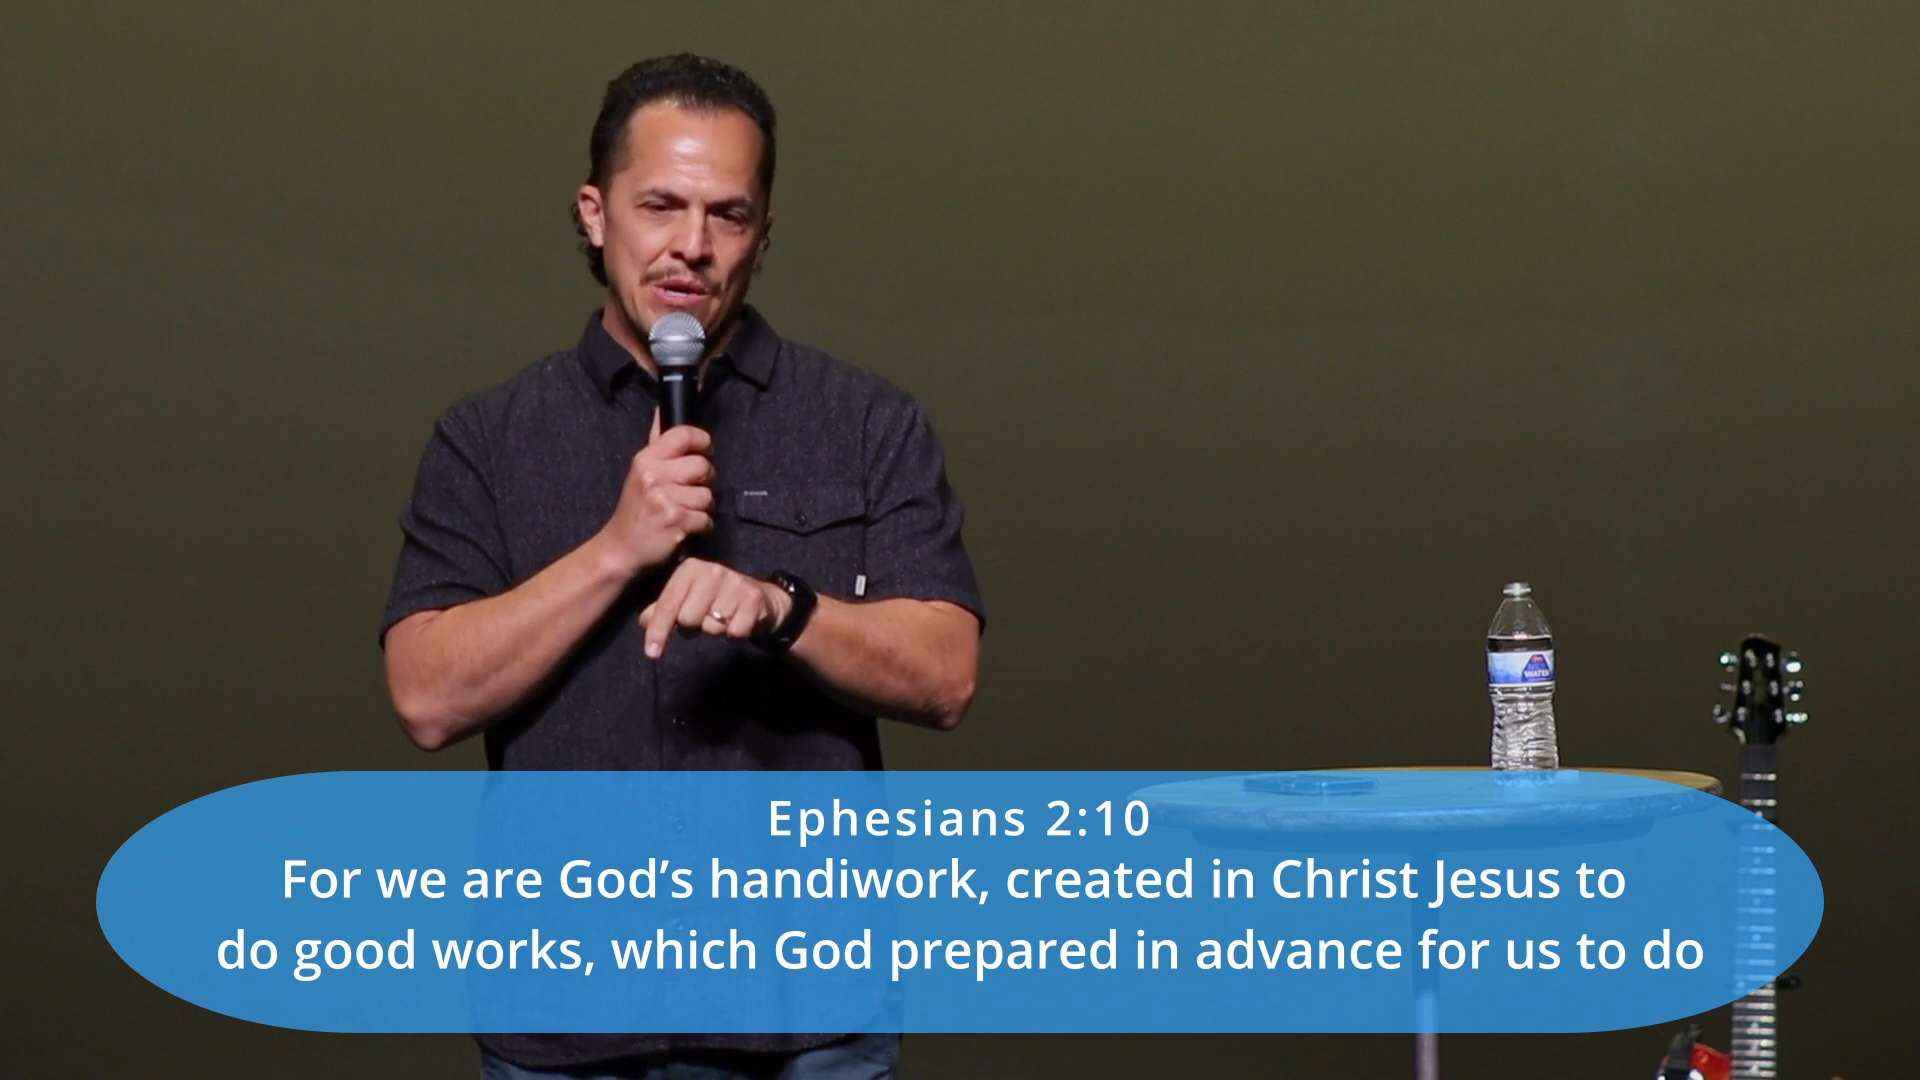 WATER
Ephesians 2:10
For we are God’s handiwork, created in Christ Jesus to
do good works, which God prepared in advance for us to do